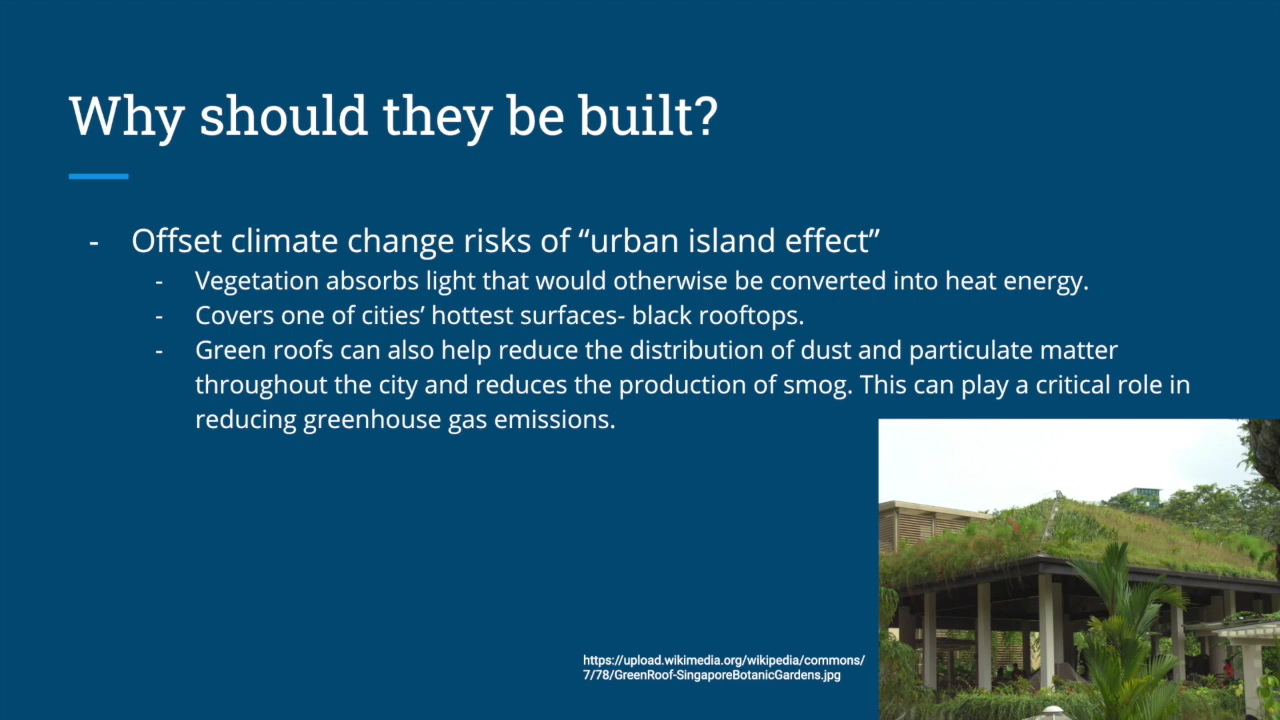 Why should they be built?
- Offset climate change risks of “urban island effect”
- Vegetation absorbs light that would otherwise be converted into heat energy.
- Covers one of cities’ hottest surfaces- black rooftops.
- Green roofs can also help reduce the distribution of dust and particulate matter
throughout the city and reduces the production of smog. This can play a critical role in
reducing greenhouse gas emissions.
https://upload.wikimedia.org/wikipedia/commons/
7/78/GreenRoof-SingaporeBotanicGardens.jpg